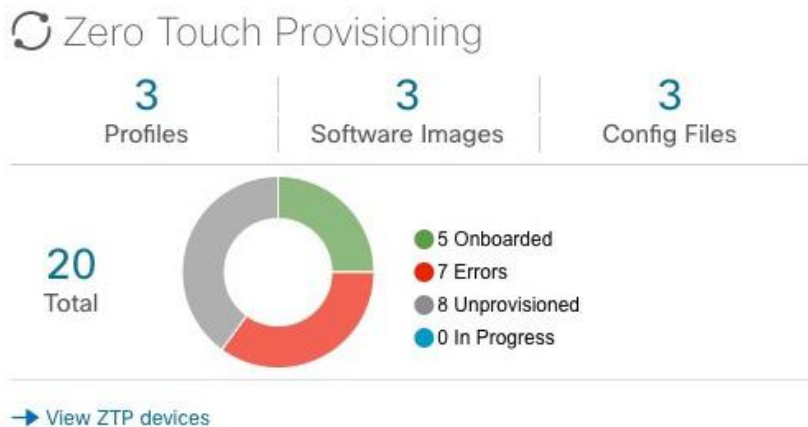 Zero Touch Provisioning
3
Profiles
3
Software Images
3
Config Files
20
Total
5 Onboarded
7 Errors
8 Unprovisioned
0 In Progress
View ZTP devices